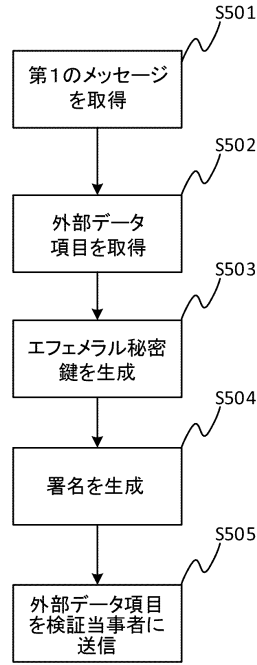 S501
第１のメッセージ
を取得
S502
外部データ
項目を取得
S503
エフェメラル秘密
鍵を生成
S504
署名を生成
S505
外部データ項目
を検証当事者に
送信